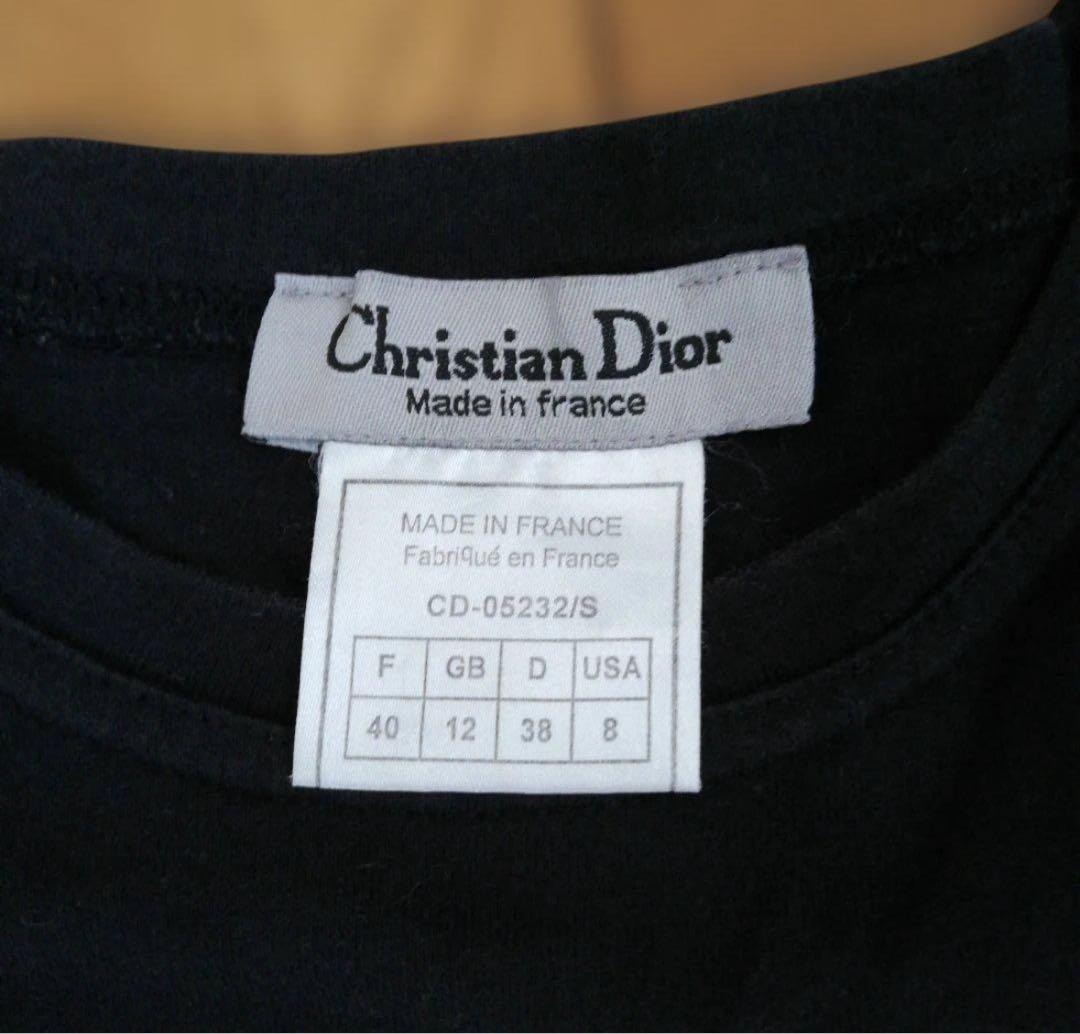 Christian Dior
Made in france
MADE IN FRANCE
Fabriqué en France
CD-05232/S
F GB D USA
40 12 38 8